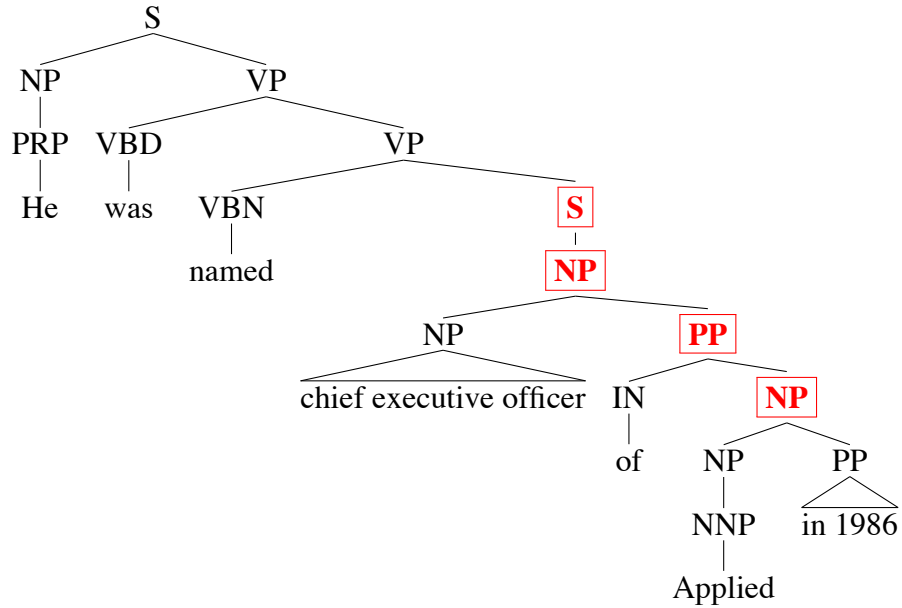 S
NP VP
PRP VBD VP
He was VBN S
named NP
NP PP
chief executive officer IN NP
of NP PP
NNP in 1986
Applied